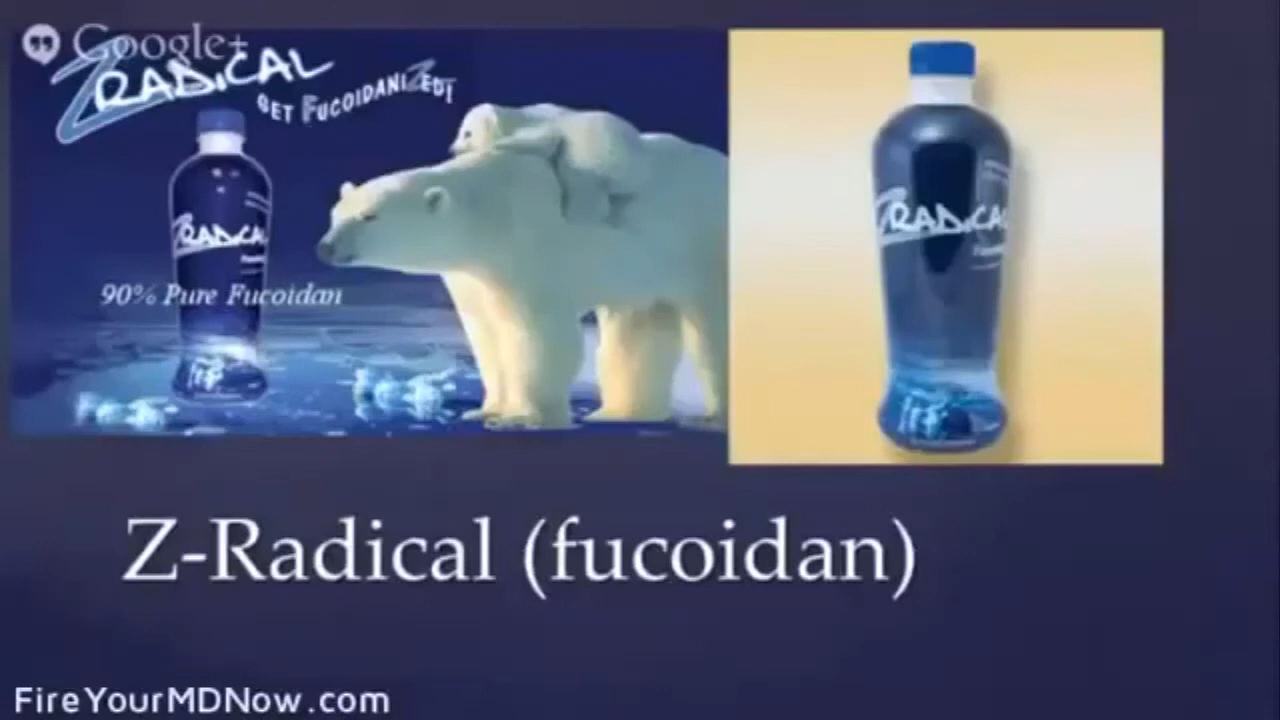 Google+
ZRADICAL
GET FUCOIDANIZED!
ZRADICAL
ZRADICAL
90% Pure Fucoidan
Z-Radical (fucoidan)
FireYourMDNow.com